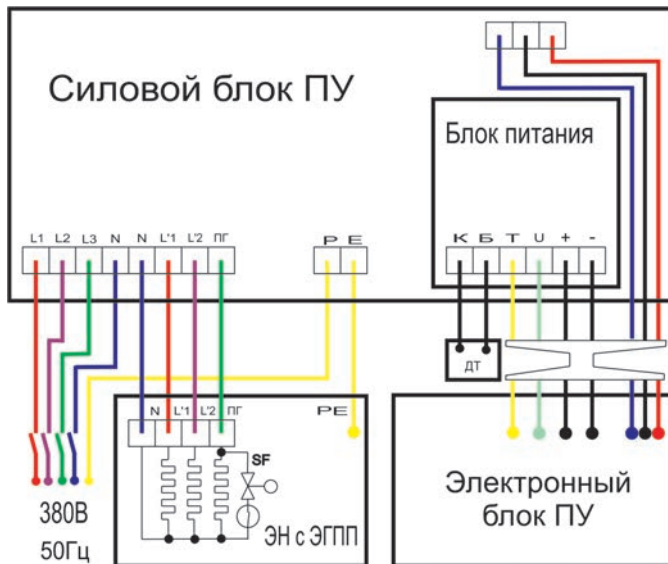 Силовой блок ПУ
Блок питания
L1 L2 L3 N N L'1 L'2 ПГ
P E
К Б Т U + -
ДТ
N L'1 L'2 ПГ
PE
SF
ЭН с ЭГПП
380В
50Гц
Электронный
блок ПУ